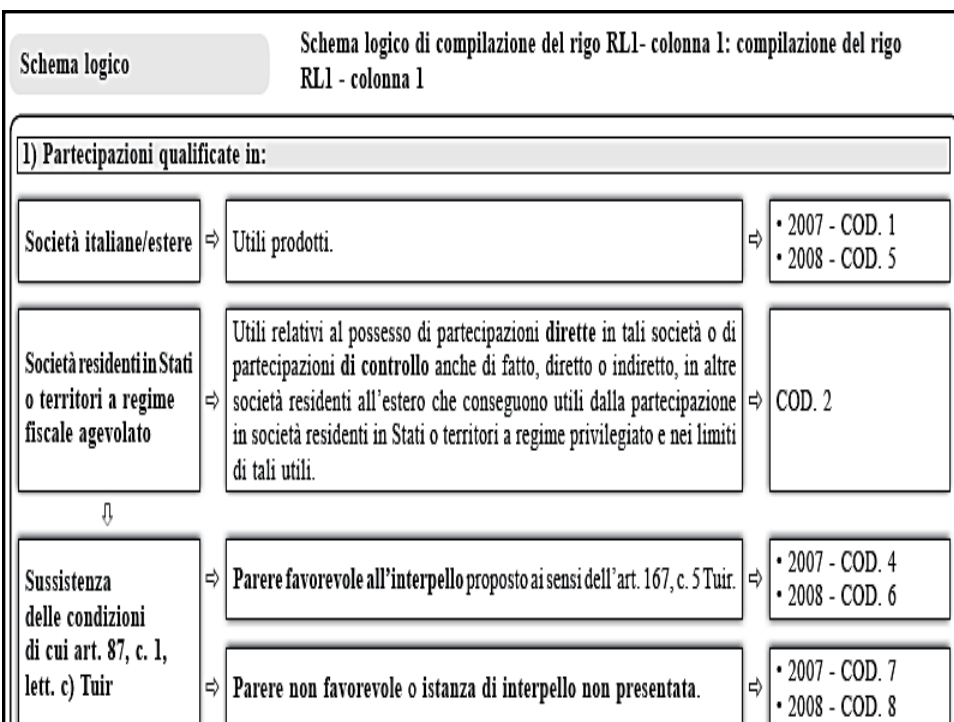 Schema logico
Schema logico di compilazione del rigo RL1- colonna 1: compilazione del rigo
RL1 - colonna 1
1) Partecipazioni qualificate in:
Società italiane/estere
⇨
Utili prodotti.
⇨
• 2007 - COD. 1
• 2008 - COD. 5
Società residenti in Stati
o territori a regime
fiscale agevolato
⇨
Utili relativi al possesso di partecipazioni dirette in tali società o di
partecipazioni di controllo anche di fatto, diretto o indiretto, in altre
società residenti all'estero che conseguono utili dalla partecipazione
in società residenti in Stati o territori a regime privilegiato e nei limiti
di tali utili.
⇨
COD. 2
⇩
Sussistenza
delle condizioni
di cui art. 87, c. 1,
lett. c) Tuir
⇨
Parere favorevole all'interpello proposto ai sensi dell'art. 167, c. 5 Tuir.
⇨
• 2007 - COD. 4
• 2008 - COD. 6
⇨
Parere non favorevole o istanza di interpello non presentata.
⇨
• 2007 - COD. 7
• 2008 - COD. 8